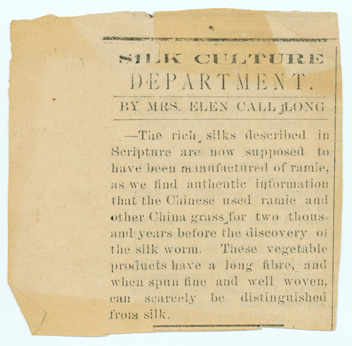 SILK CULTURE
DEPARTMENT.
BY MRS. ELEN CALL LONG
—The rich silks described in
Scripture are now supposed to
have been manufactured of ramie,
as we find authentic information
that the Chinese used ramie and
other China grass for two thous-
and years before the discovery of
the silk worm. These vegetable
products have a long fibre, and
when spun fine and well woven,
can scarcely be distinguished
from silk.